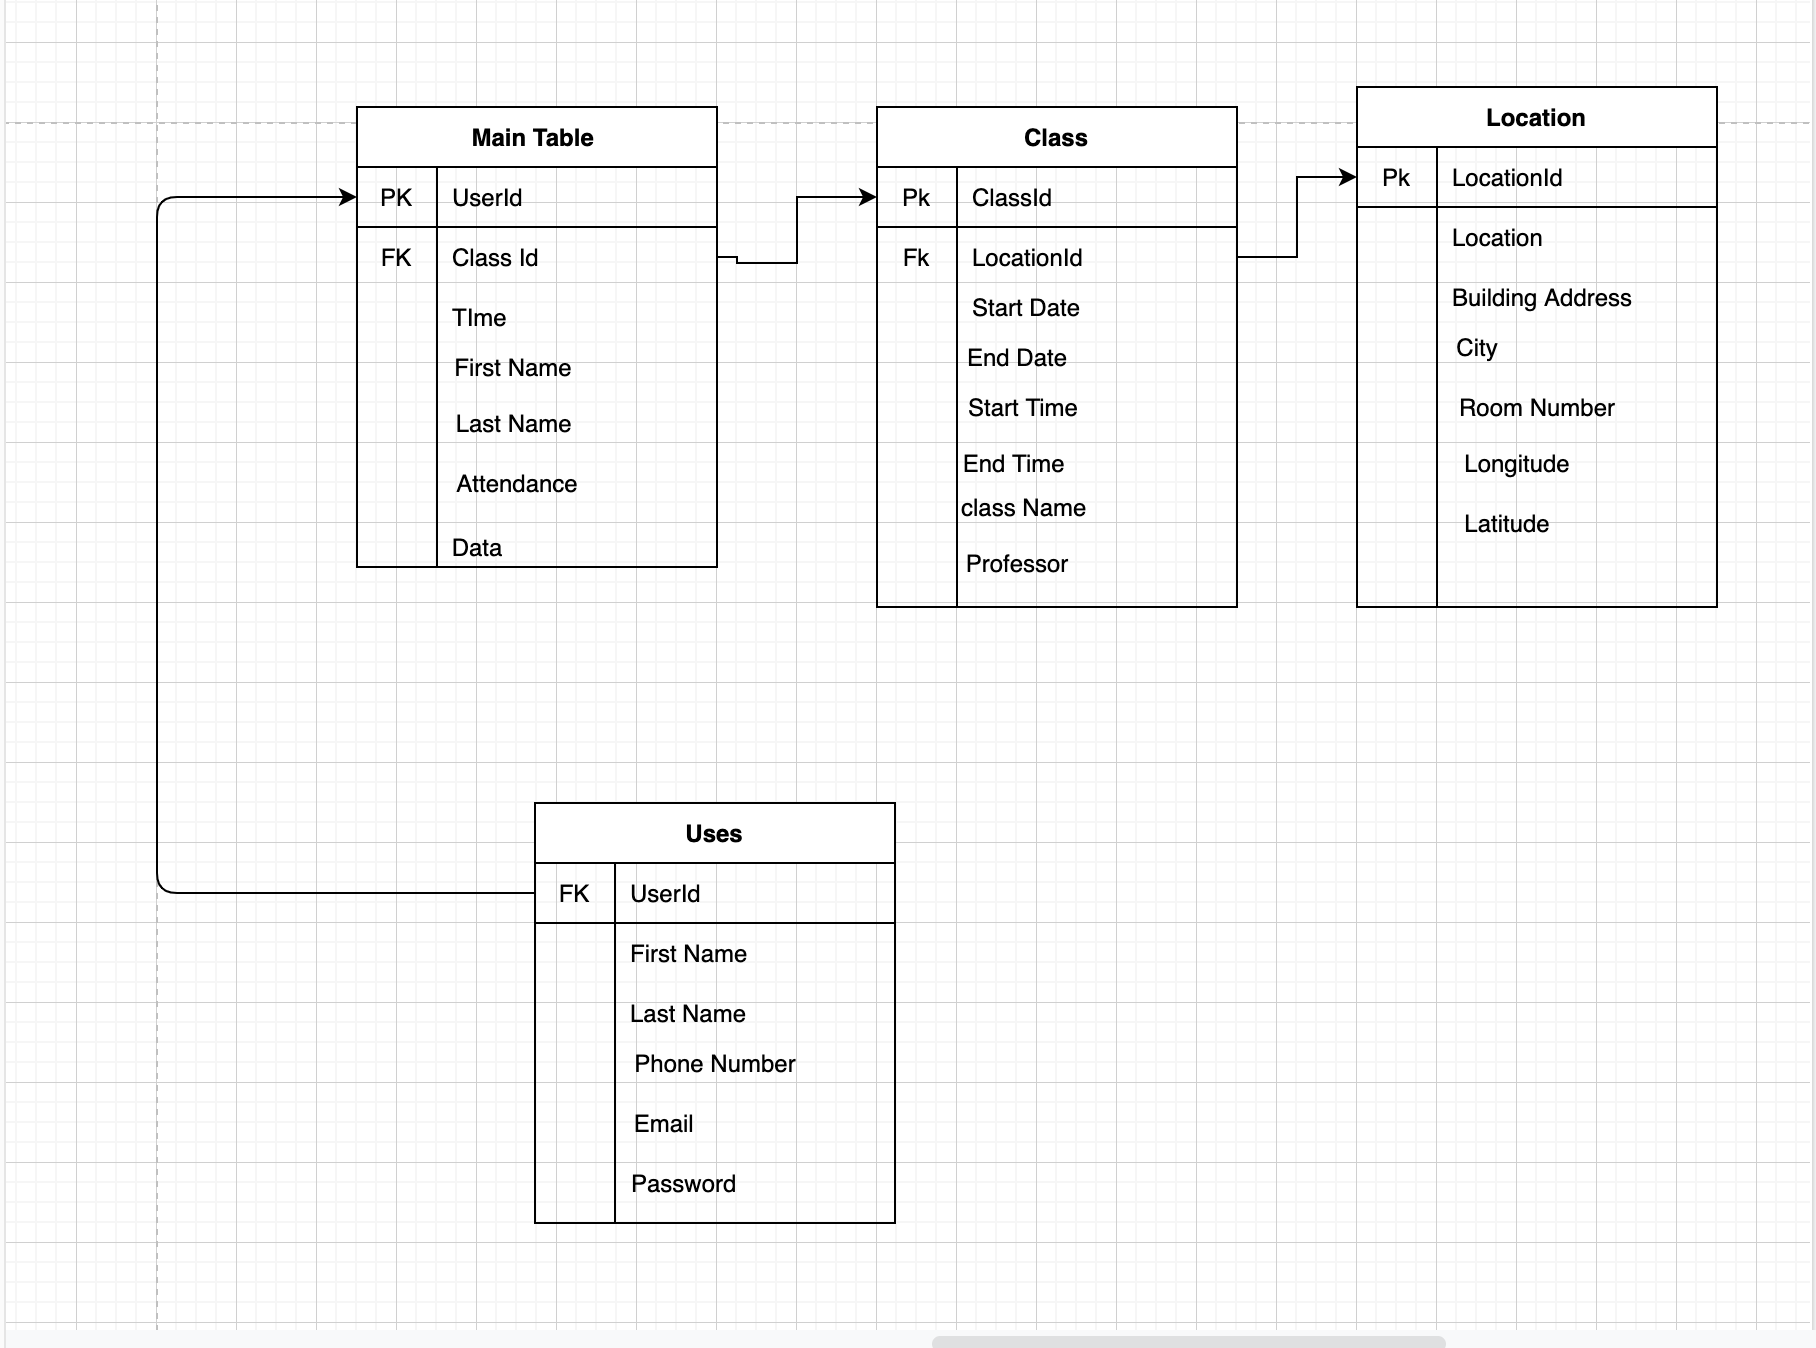 Main Table
PK UserId
FK Class Id
TIme
First Name
Last Name
Attendance
Data
Class
Pk ClassId
Fk LocationId
Start Date
End Date
Start Time
End Time
class Name
Professor
Location
Pk LocationId
Location
Building Address
City
Room Number
Longitude
Latitude
Uses
FK UserId
First Name
Last Name
Phone Number
Email
Password